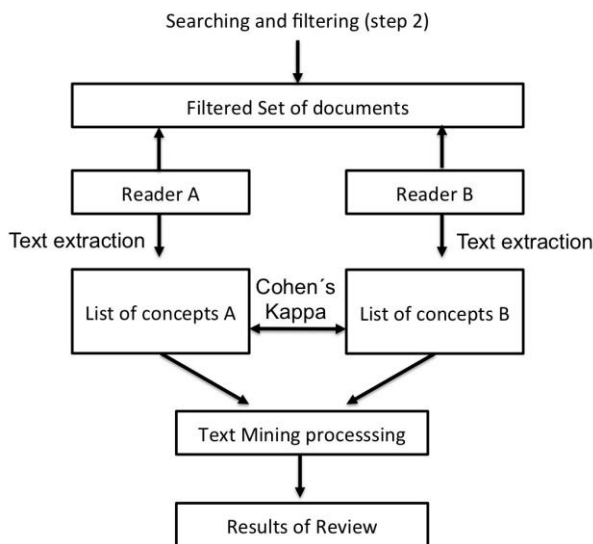 Searching and filtering (step 2)
Filtered Set of documents
Reader A
Reader B
Text extraction
Text extraction
List of concepts A
Cohen´s
Kappa
List of concepts B
Text Mining processsing
Results of Review